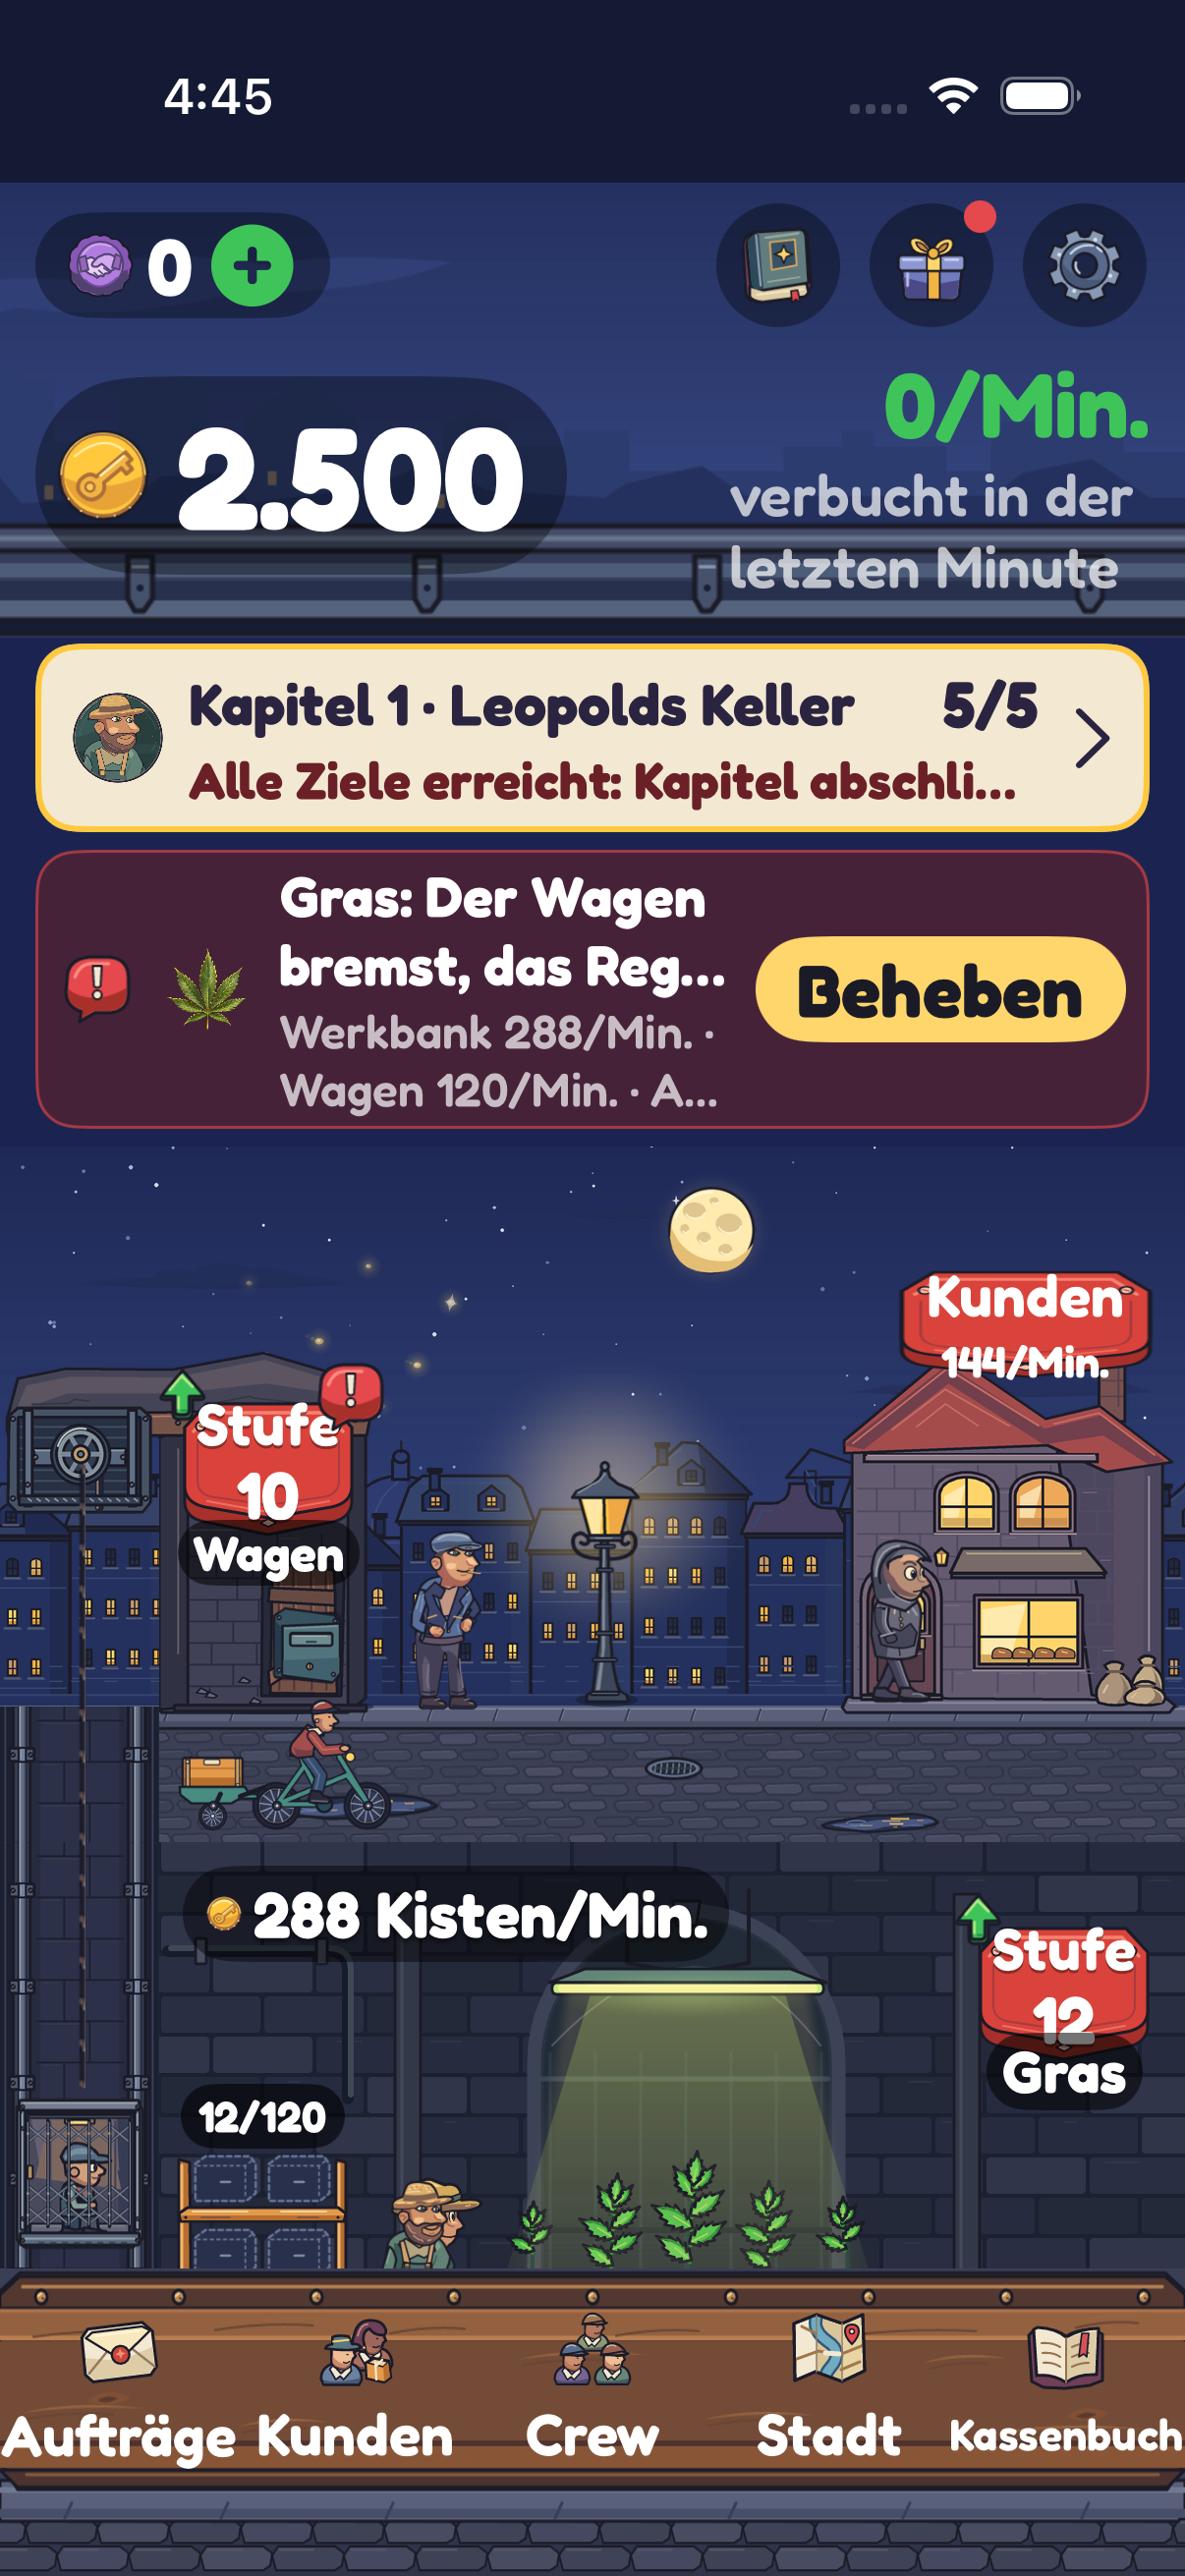 4:45
0
2.500
0/Min.
verbucht in der
letzten Minute
Kapitel 1 · Leopolds Keller 5/5
Alle Ziele erreicht: Kapitel abschli...
Gras: Der Wagen
bremst, das Reg...
Werkbank 288/Min. ·
Wagen 120/Min. · A...
Beheben
Kunden
144/Min.
Stufe
10
Wagen
288 Kisten/Min.
Stufe
12
Gras
12/120
Aufträge Kunden Crew Stadt Kassenbuch